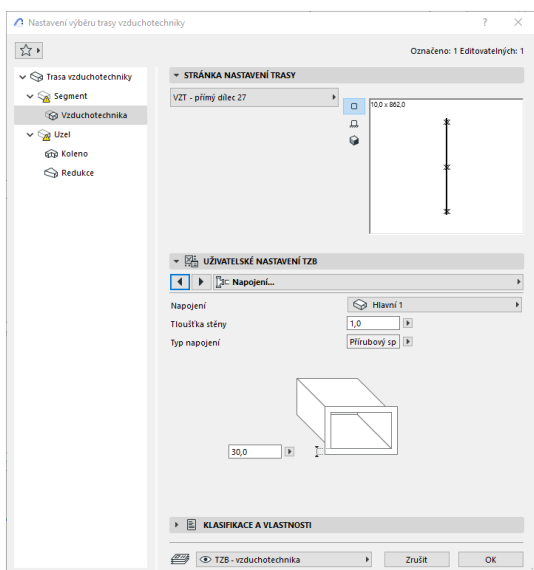 Nastavení výběru trasy vzduchotechniky
Označeno: 1 Editovatelných: 1
Trasa vzduchotechniky
Segment
Vzduchotechnika
Uzel
Koleno
Redukce
STRÁNKA NASTAVENÍ TRASY
VZT - přímý dílec 27
10,0 x 862,0
UŽIVATELSKÉ NASTAVENÍ TZB
Napojení...
Napojení
Hlavní 1
Tloušťka stěny
1,0
Typ napojení
Přírubový sp
30,0
KLASIFIKACE A VLASTNOSTI
TZB - vzduchotechnika
Zrušit
OK